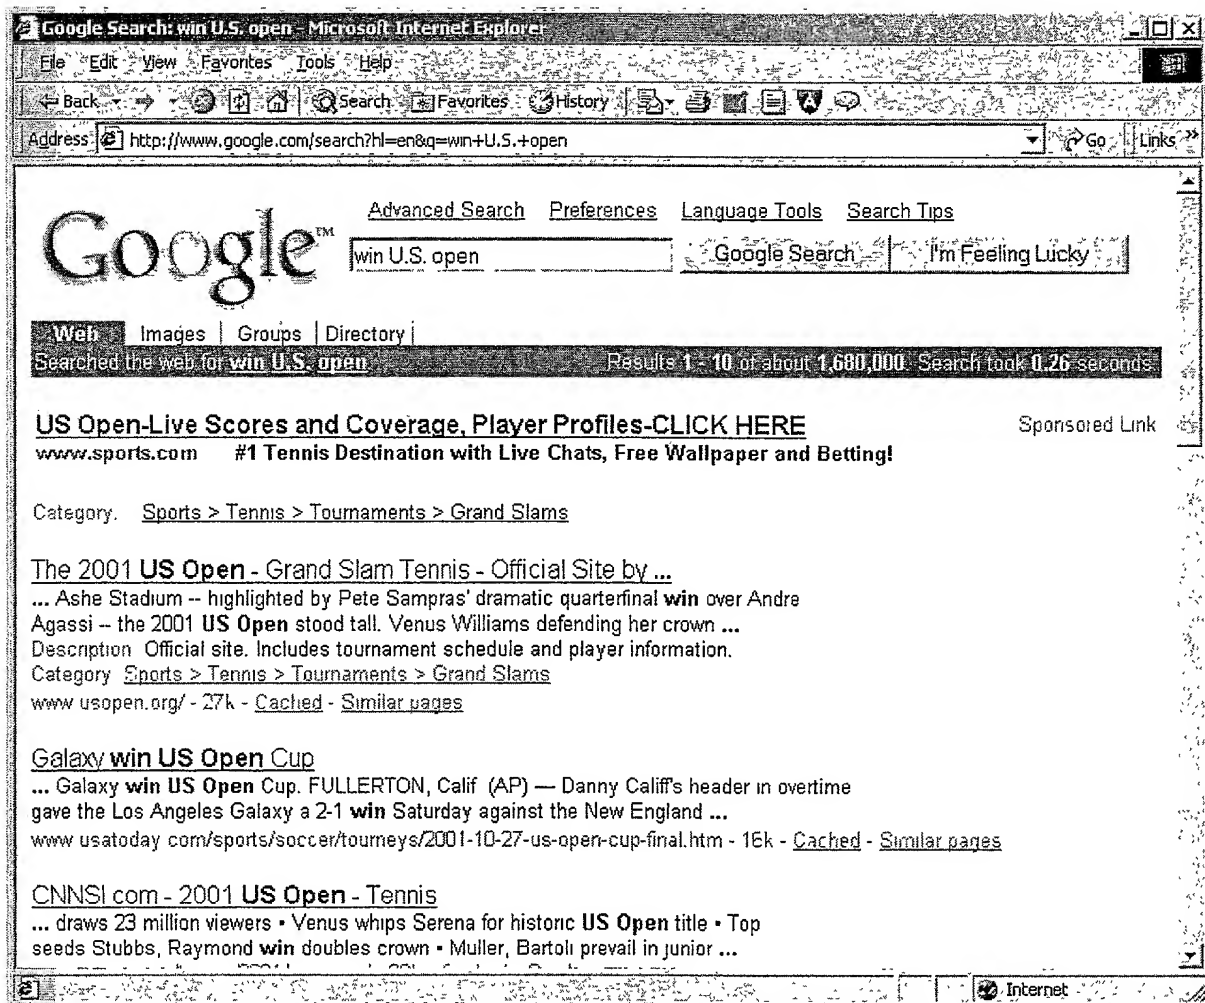 Google Search: win U.S. open - Microsoft Internet Explorer
File Edit View Favorites Tools Help
Back Search Favorites History
Address http://www.google.com/search?hl=en&q=win+U.S.+open Go Links »
Advanced Search Preferences Language Tools Search Tips
Google™ win U.S. open Google Search I'm Feeling Lucky
Web Images Groups Directory
Searched the web for win U.S. open. Results 1 - 10 of about 1,680,000. Search took 0.26 seconds.
US Open-Live Scores and Coverage, Player Profiles-CLICK HERE Sponsored Link
www.sports.com #1 Tennis Destination with Live Chats, Free Wallpaper and Betting!
Category. Sports > Tennis > Tournaments > Grand Slams
The 2001 US Open - Grand Slam Tennis - Official Site by ...
... Ashe Stadium -- highlighted by Pete Sampras' dramatic quarterfinal win over Andre
Agassi -- the 2001 US Open stood tall. Venus Williams defending her crown ...
Description Official site. Includes tournament schedule and player information.
Category Sports > Tennis > Tournaments > Grand Slams
www usopen.org/ - 27k - Cached - Similar pages
Galaxy win US Open Cup
... Galaxy win US Open Cup. FULLERTON, Calif (AP) — Danny Califf's header in overtime
gave the Los Angeles Galaxy a 2-1 win Saturday against the New England ...
www usatoday com/sports/soccer/tourneys/2001-10-27-us-open-cup-final.htm - 16k - Cached - Similar pages
CNNSI com - 2001 US Open - Tennis
... draws 23 million viewers • Venus whips Serena for historic US Open title • Top
seeds Stubbs, Raymond win doubles crown • Muller, Bartoli prevail in junior ...
Internet